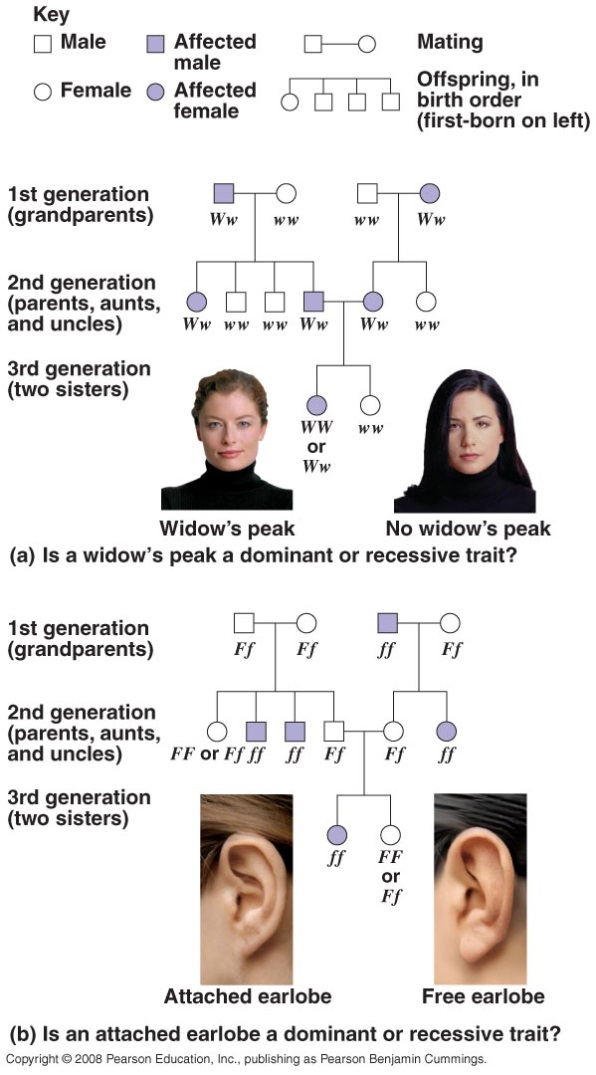 Key
Male
Affected
male
Mating
Female
Affected
female
Offspring, in
birth order
(first-born on left)
1st generation
(grandparents)
Ww ww ww Ww
2nd generation
(parents, aunts,
and uncles)
Ww ww ww Ww Ww ww
3rd generation
(two sisters)
WW
or
Ww
ww
Widow's peak
No widow's peak
(a) Is a widow's peak a dominant or recessive trait?
1st generation
(grandparents)
Ff Ff ff Ff
2nd generation
(parents, aunts,
and uncles)
FF or Ff ff ff Ff Ff ff
3rd generation
(two sisters)
ff
FF
or
Ff
Attached earlobe
Free earlobe
(b) Is an attached earlobe a dominant or recessive trait?
Copyright © 2008 Pearson Education, Inc., publishing as Pearson Benjamin Cummings.